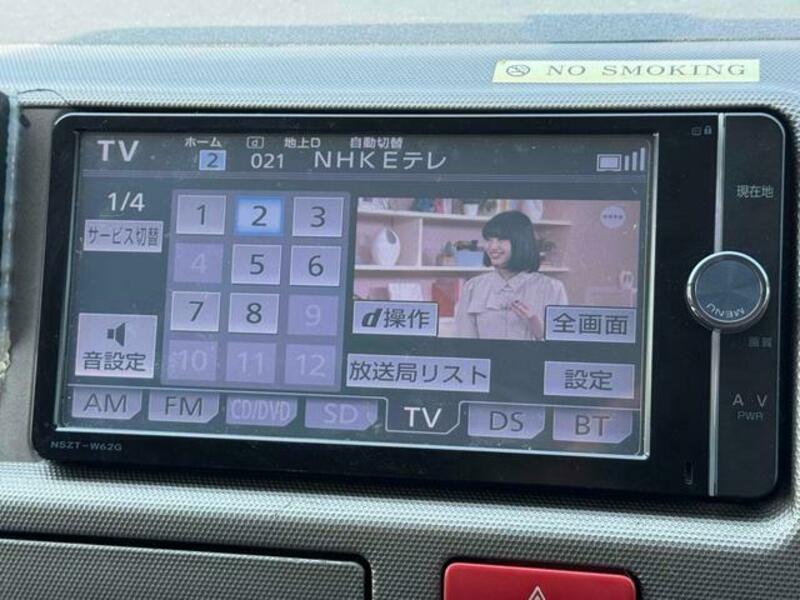 NO SMOKING
TV
ホーム
2
d
021
地上D
NHKEテレ
自動切替
1/4
サービス切替
1 2 3
4 5 6
7 8 9
10 11 12
音設定
d操作
全画面
放送局リスト
設定
AM FM CD/DVD SD TV DS BT
NSZT-W62G
現在地
MENU
画質
AV
PWR